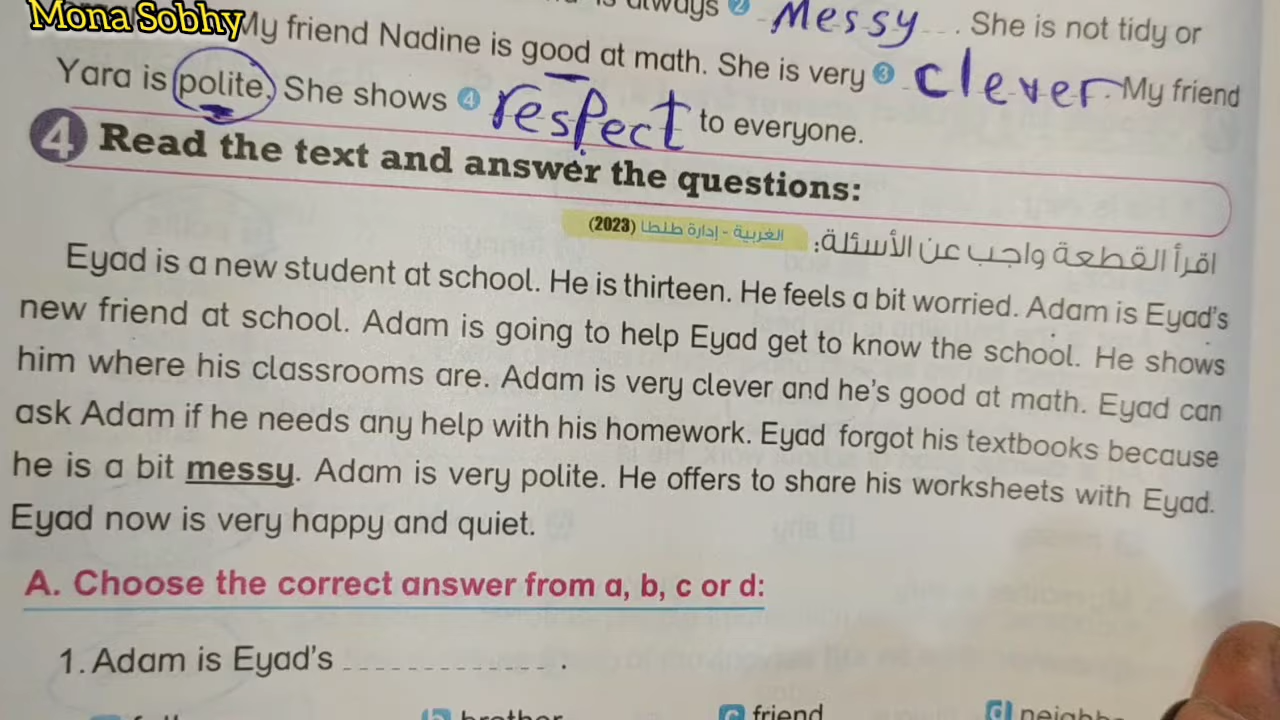 Mona Sobhy
always 2 Messy . She is not tidy or
My friend Nadine is good at math. She is very 3 clever. My friend
Yara is polite. She shows 4 respect to everyone.
4 Read the text and answer the questions:
الغربية - إدارة طنطا (2023)
اقرأ القطعة واجب عن الأسئلة:
Eyad is a new student at school. He is thirteen. He feels a bit worried. Adam is Eyad's
new friend at school. Adam is going to help Eyad get to know the school. He shows
him where his classrooms are. Adam is very clever and he's good at math. Eyad can
ask Adam if he needs any help with his homework. Eyad forgot his textbooks because
he is a bit messy. Adam is very polite. He offers to share his worksheets with Eyad.
Eyad now is very happy and quiet.
A. Choose the correct answer from a, b, c or d:
1. Adam is Eyad's ............... .
b brother c friend d